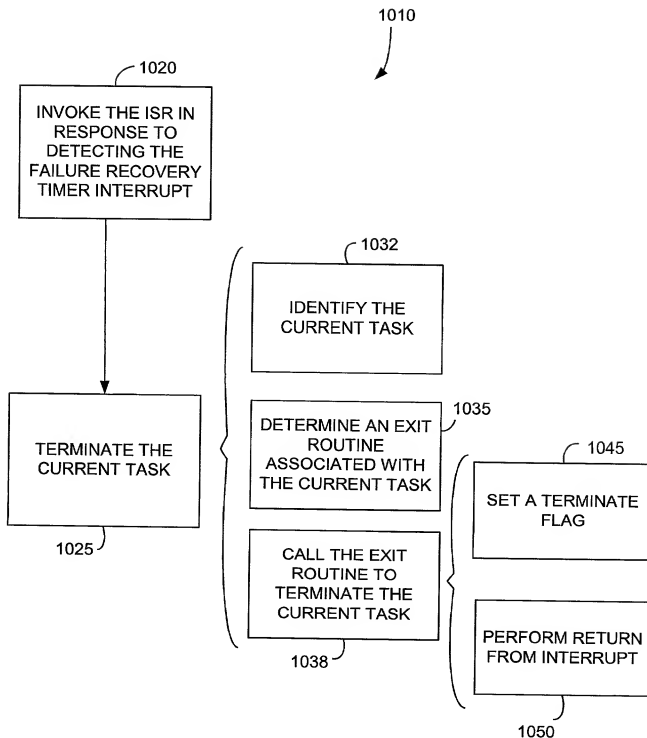 1010
1020
INVOKE THE ISR IN
RESPONSE TO
DETECTING THE
FAILURE RECOVERY
TIMER INTERRUPT
1032
IDENTIFY THE
CURRENT TASK
TERMINATE THE
CURRENT TASK
1025
1035
DETERMINE AN EXIT
ROUTINE
ASSOCIATED WITH
THE CURRENT TASK
CALL THE EXIT
ROUTINE TO
TERMINATE THE
CURRENT TASK
1038
1045
SET A TERMINATE
FLAG
PERFORM RETURN
FROM INTERRUPT
1050